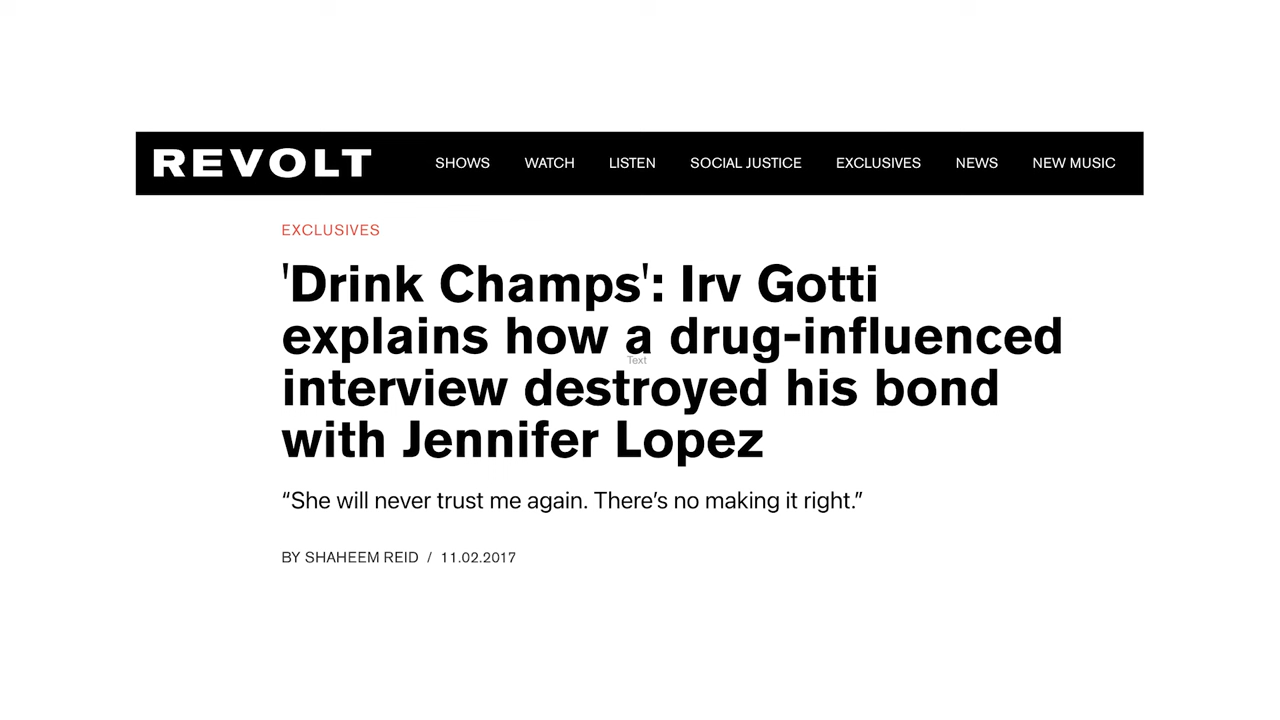 REVOLT SHOWS WATCH LISTEN SOCIAL JUSTICE EXCLUSIVES NEWS NEW MUSIC
EXCLUSIVES
'Drink Champs': Irv Gotti
explains how a drug-influenced
Text
interview destroyed his bond
with Jennifer Lopez
“She will never trust me again. There’s no making it right.”
BY SHAHEEM REID / 11.02.2017